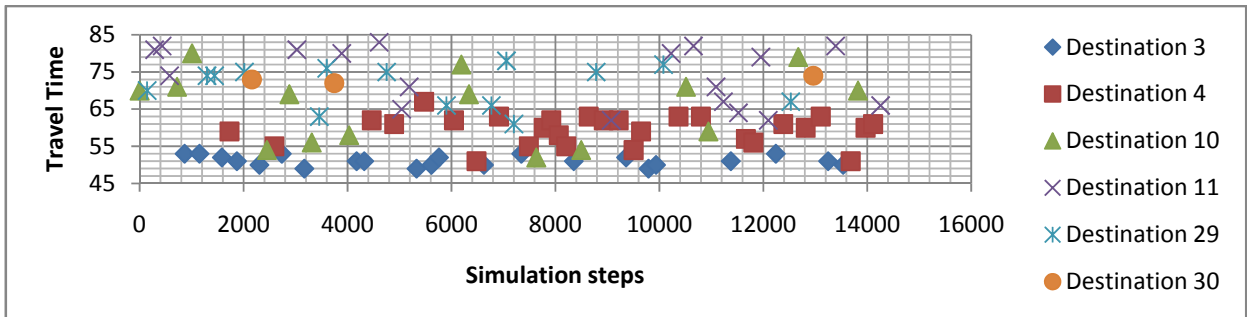 Travel Time
85
75
65
55
45
0 2000 4000 6000 8000 10000 12000 14000 16000
Simulation steps
Destination 3
Destination 4
Destination 10
Destination 11
Destination 29
Destination 30